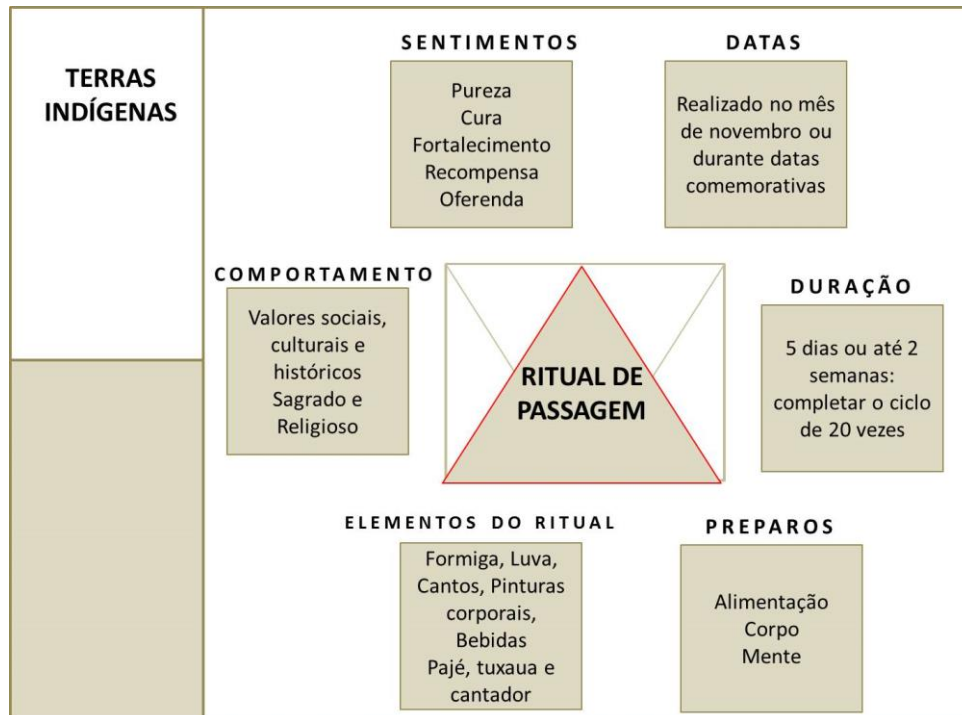 TERRAS
INDÍGENAS
SENTIMENTOS
Pureza
Cura
Fortalecimento
Recompensa
Oferenda
DATAS
Realizado no mês
de novembro ou
durante datas
comemorativas
COMPORTAMENTO
Valores sociais,
culturais e
históricos
Sagrado e
Religioso
RITUAL DE
PASSAGEM
DURAÇÃO
5 dias ou até 2
semanas:
completar o ciclo
de 20 vezes
ELEMENTOS DO RITUAL
Formiga, Luva,
Cantos, Pinturas
corporais,
Bebidas
Pajé, tuxaua e
cantador
PREPAROS
Alimentação
Corpo
Mente